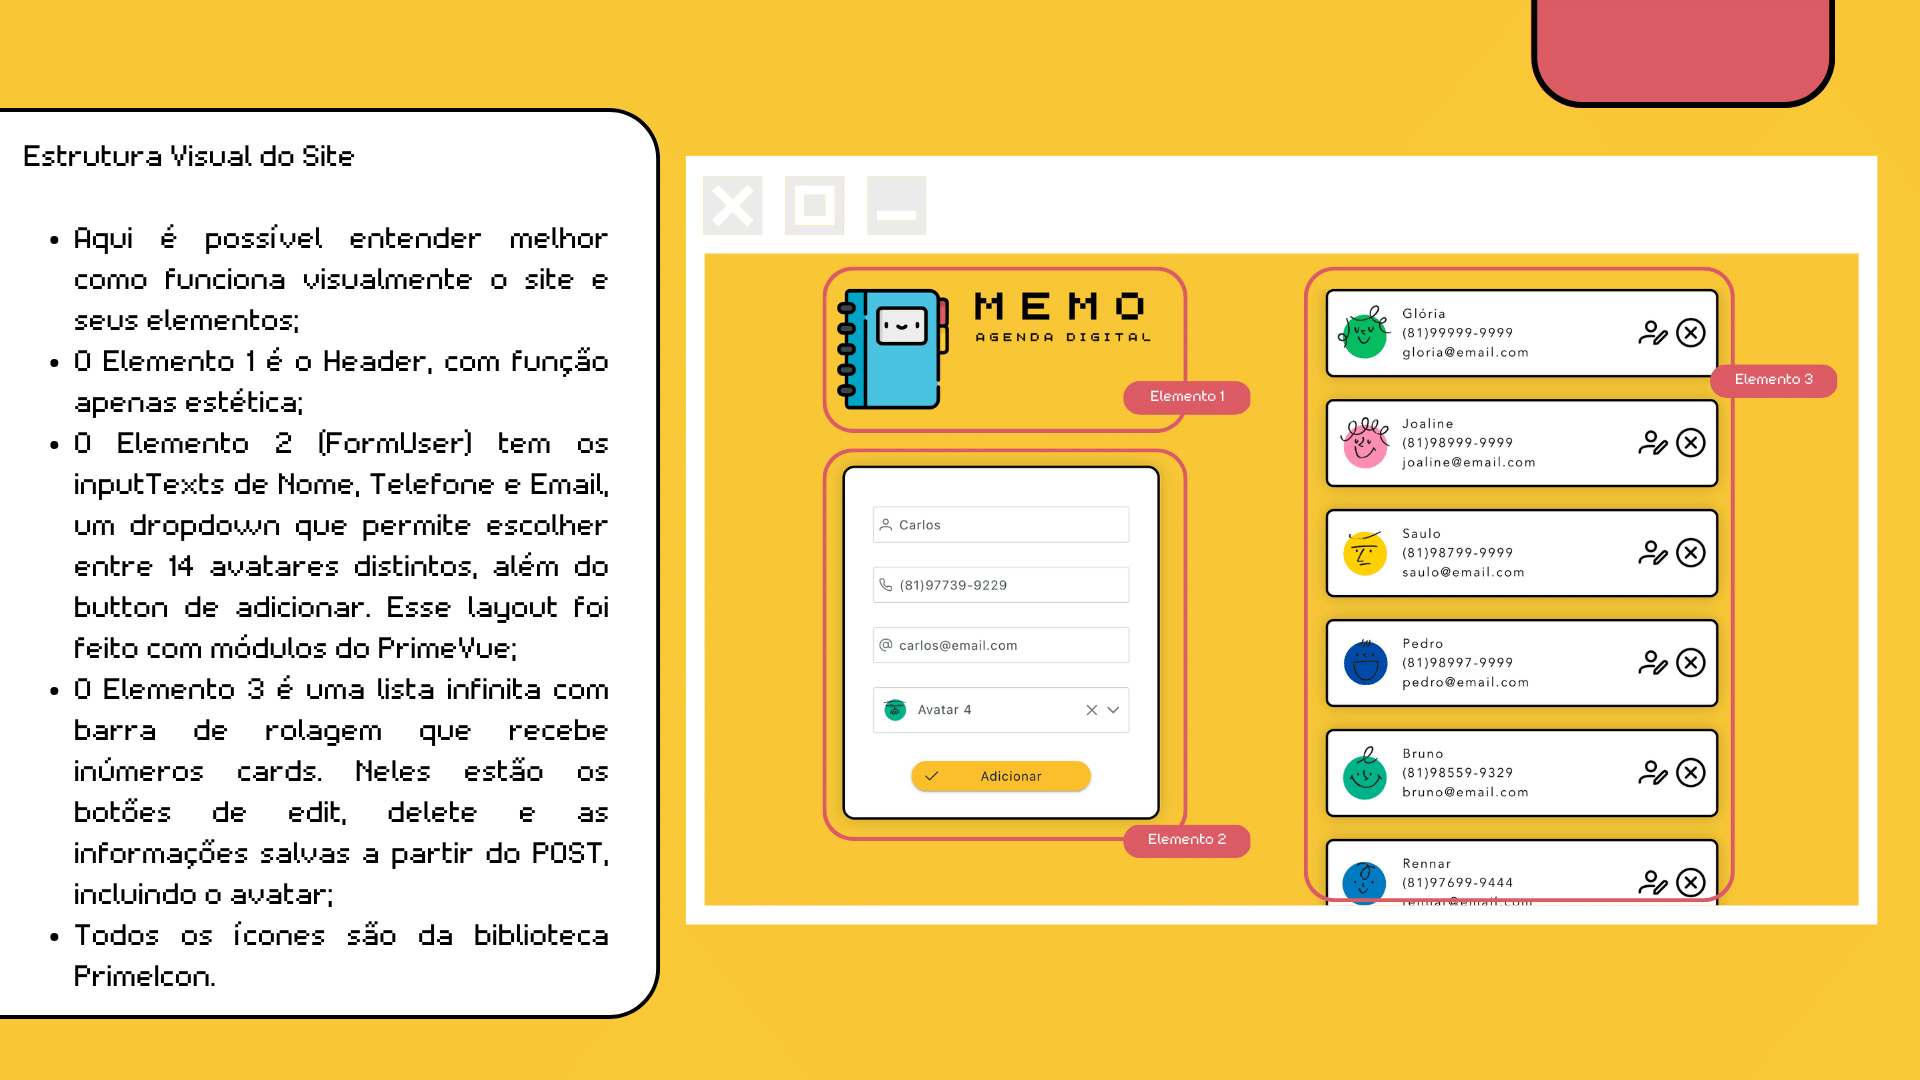 Estrutura Visual do Site
• Aqui é possível entender melhor
como funciona visualmente o site e
seus elementos;
• O Elemento 1 é o Header, com função
apenas estética;
• O Elemento 2 (FormUser) tem os
inputTexts de Nome, Telefone e Email,
um dropdown que permite escolher
entre 14 avatares distintos, além do
button de adicionar. Esse layout foi
feito com módulos do PrimeVue;
• O Elemento 3 é uma lista infinita com
barra de rolagem que recebe
inúmeros cards. Neles estão os
botões de edit, delete e as
informações salvas a partir do POST,
incluindo o avatar;
• Todos os ícones são da biblioteca
PrimeIcon.
MEMO
AGENDA DIGITAL
Elemento 1
Carlos
(81)97739-9229
carlos@email.com
Avatar 4
Adicionar
Elemento 2
Glória
(81)99999-9999
gloria@email.com
Elemento 3
Joaline
(81)98999-9999
joaline@email.com
Saulo
(81)98799-9999
saulo@email.com
Pedro
(81)98997-9999
pedro@email.com
Bruno
(81)98559-9329
bruno@email.com
Rennar
(81)97699-9444
rennar@email.com